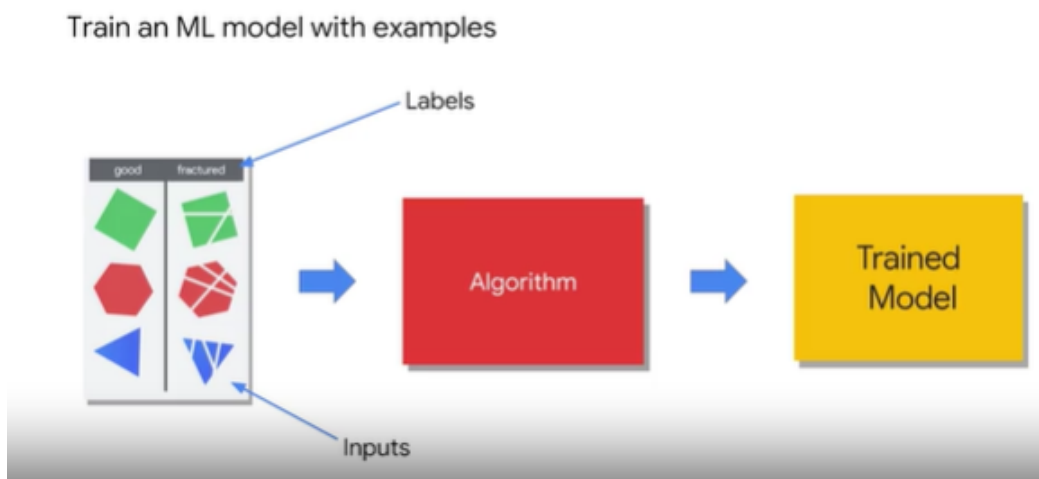 Train an ML model with examples
Labels
good fractured
Algorithm
Trained
Model
Inputs